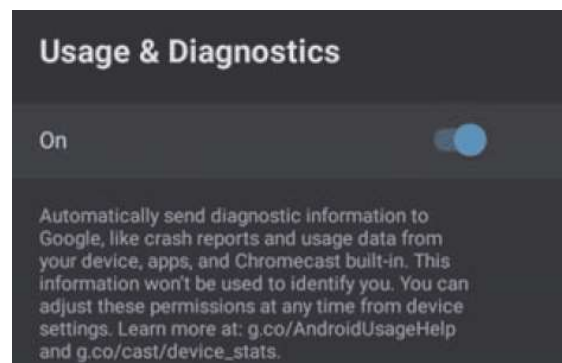 Usage & Diagnostics
On
Automatically send diagnostic information to
Google, like crash reports and usage data from
your device, apps, and Chromecast built-in. This
information won't be used to identify you. You can
adjust these permissions at any time from device
settings. Learn more at: g.co/AndroidUsageHelp
and g.co/cast/device_stats.